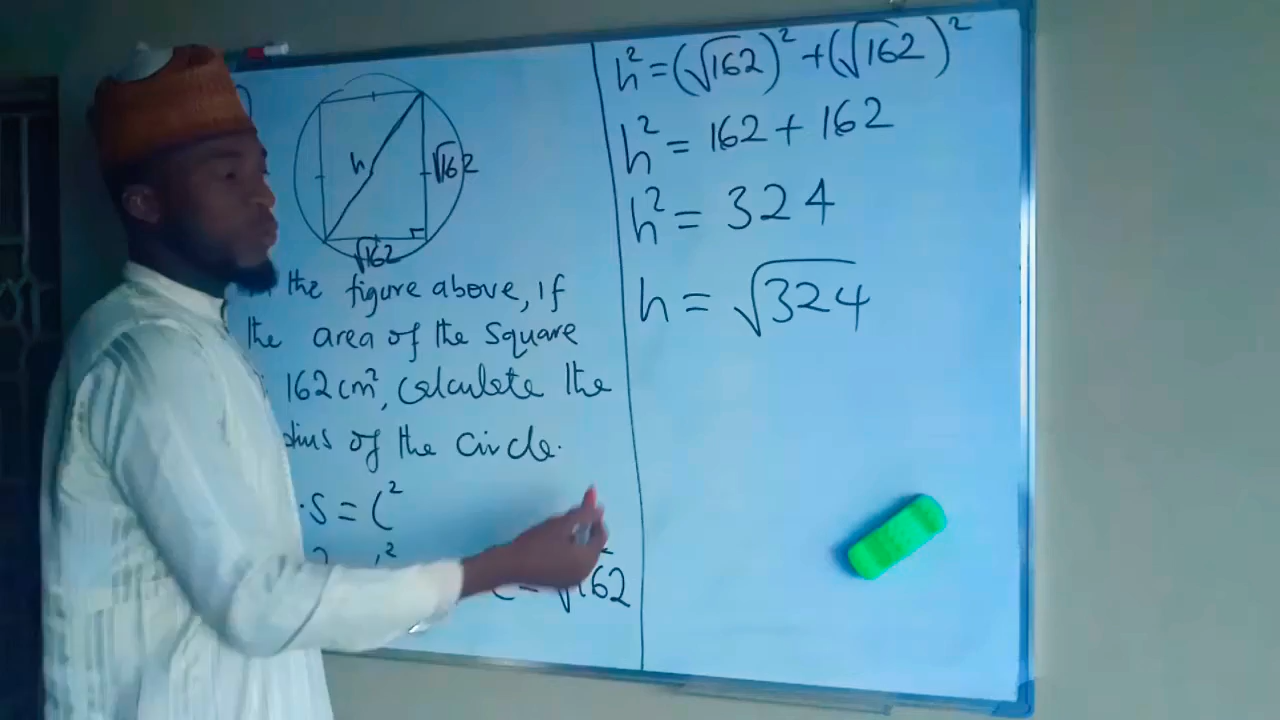 h
√162
√162
the figure above, If
the area of the Square
162cm², Calculate the
of the Circle.
.S = l²
²
l = √162
h² = (√162)² + (√162)²
h² = 162 + 162
h² = 324
h = √324